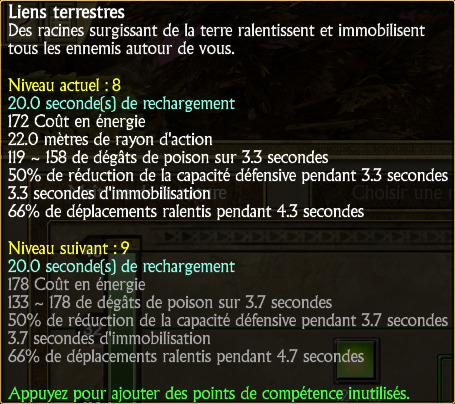 Liens terrestres
Des racines surgissant de la terre ralentissent et immobilisent
tous les ennemis autour de vous.
Niveau actuel : 8
20.0 seconde(s) de rechargement
172 Coût en énergie
22.0 mètres de rayon d'action
119 ~ 158 de dégâts de poison sur 3.3 secondes
50% de réduction de la capacité défensive pendant 3.3 secondes
3.3 secondes d'immobilisation
66% de déplacements ralentis pendant 4.3 secondes
Niveau suivant : 9
20.0 seconde(s) de rechargement
178 Coût en énergie
133 ~ 178 de dégâts de poison sur 3.7 secondes
50% de réduction de la capacité défensive pendant 3.7 secondes
3.7 secondes d'immobilisation
66% de déplacements ralentis pendant 4.7 secondes
Appuyez pour ajouter des points de compétence inutilisés.